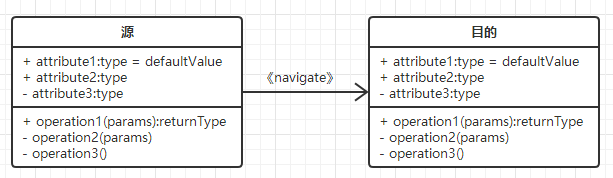 源
+ attribute1:type = defaultValue
+ attribute2:type
- attribute3:type
+ operation1(params):returnType
- operation2(params)
- operation3()
《navigate》
目的
+ attribute1:type = defaultValue
+ attribute2:type
- attribute3:type
+ operation1(params):returnType
- operation2(params)
- operation3()